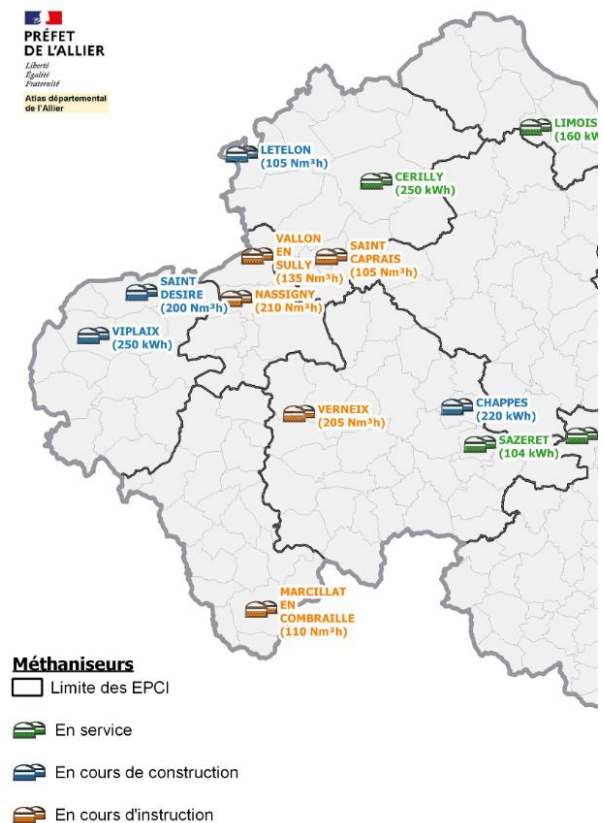 PRÉFET
DE L'ALLIER
Liberté
Égalité
Fraternité
Atlas départemental
de l'Allier
LIMOIS
(160 kW
LETELON
(105 Nm³h)
CERILLY
(250 kWh)
VALLON
EN
SULLY
(135 Nm³h)
SAINT
CAPRAIS
(105 Nm³h)
SAINT
DESIRE
(200 Nm³h)
NASSIGNY
(210 Nm³h)
VIPLAIX
(250 kWh)
VERNEIX
(205 Nm³h)
CHAPPES
(220 kWh)
SAZERET
(104 kWh)
MARCILLAT
EN
COMBRAILLE
(110 Nm³h)
Méthaniseurs
Limite des EPCI
En service
En cours de construction
En cours d'instruction